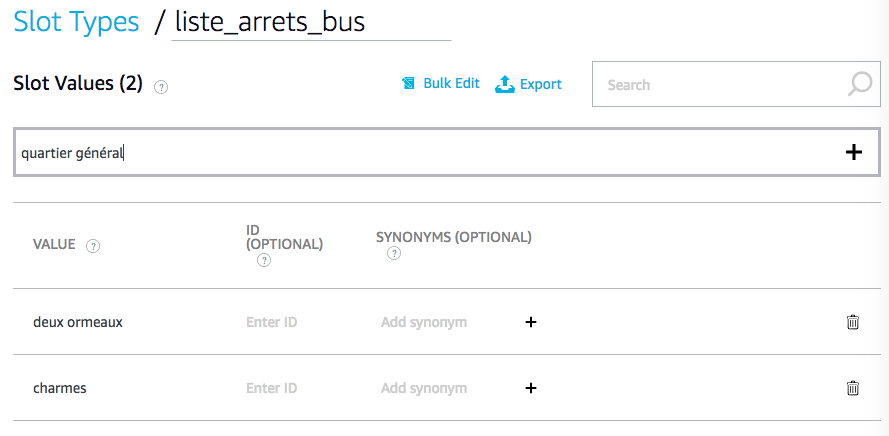 Slot Types / liste_arrets_bus
Slot Values (2) ? Bulk Edit Export Search
quartier général
VALUE ? ID (OPTIONAL) ? SYNONYMS (OPTIONAL) ?
deux ormeaux Enter ID Add synonym +
charmes Enter ID Add synonym +